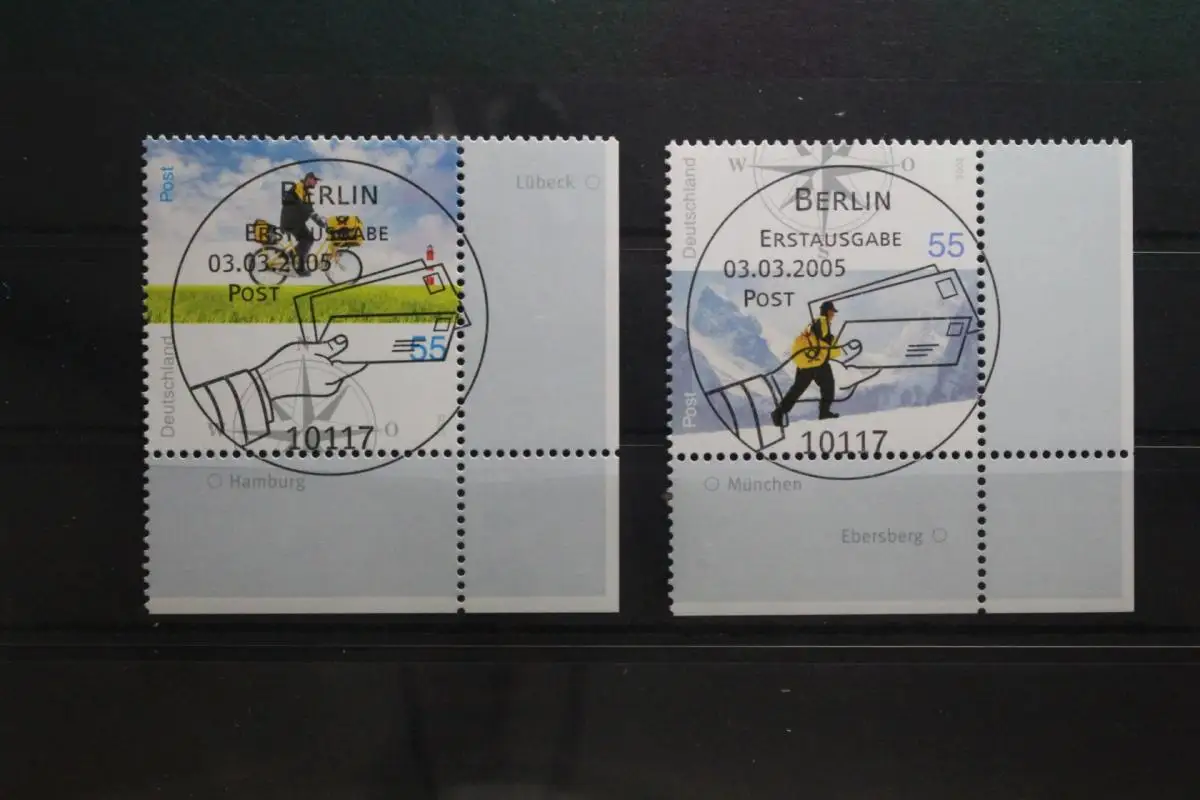 Post
Lübeck
BERLIN
ERSTAUSGABE
03.03.2005
POST
55
Deutschland
N
W
O
10117
Hamburg
Deutschland
W
O
S
BERLIN
ERSTAUSGABE
55
03.03.2005
POST
Post
10117
München
Ebersberg